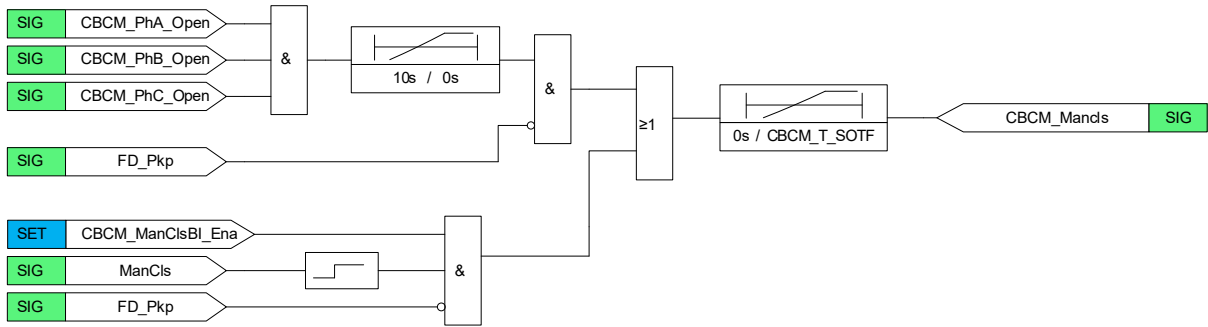 SIG CBCM_PhA_Open
SIG CBCM_PhB_Open
SIG CBCM_PhC_Open
&
10s / 0s
&
SIG FD_Pkp
≥1
0s / CBCM_T_SOTF
CBCM_Mancls SIG
SET CBCM_ManClsBI_Ena
SIG ManCls
SIG FD_Pkp
&